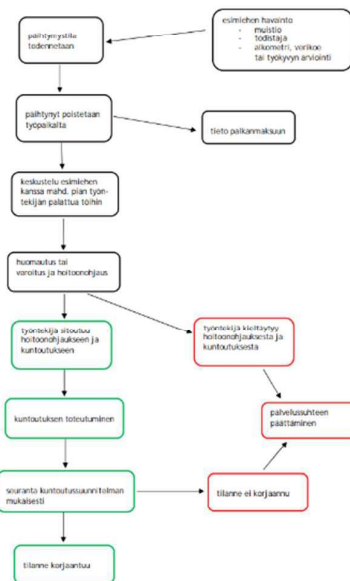 päihtymystila
todennetaan
esimiehen havainto
- muistio
- todistaja
- alkometri, verikoe
tai työkyvyn arviointi
päihtynyt poistetaan
työpaikalta
tieto palkanmaksuun
keskustelu esimiehen
kanssa mahd. pian työn-
tekijän palattua töihin
huomautus tai
varoitus ja hoitoonohjaus
työntekijä sitoutuu
hoitoonohjaukseen ja
kuntoutukseen
työntekijä kieltäytyy
hoitoonohjauksesta ja
kuntoutuksesta
kuntoutuksen toteutuminen
palvelussuhteen
päättäminen
seuranta kuntoutussuunnitelman
mukaisesti
tilanne ei korjaannu
tilanne korjaantuu